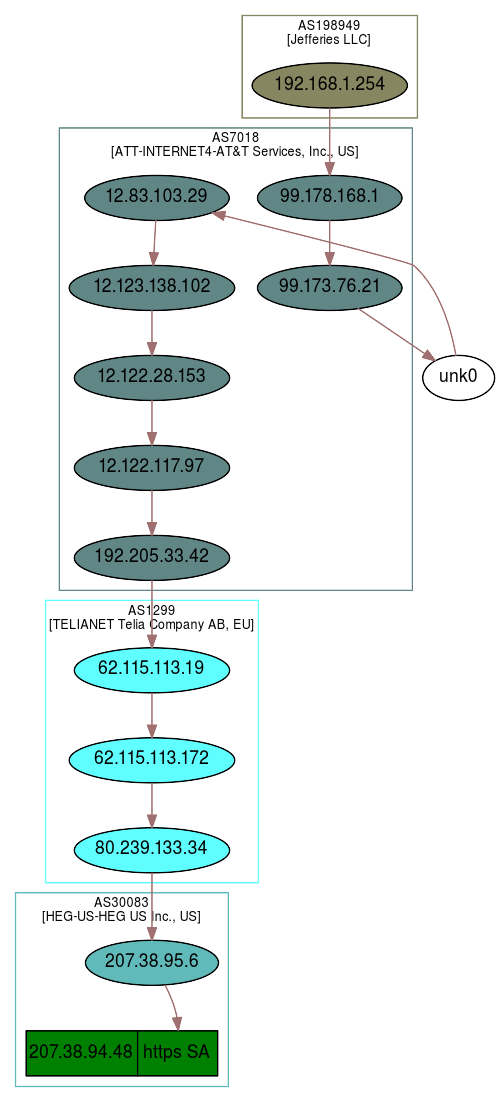 AS198949
[Jefferies LLC]
192.168.1.254
AS7018
[ATT-INTERNET4-AT&T Services, Inc., US]
12.83.103.29
99.178.168.1
12.123.138.102
99.173.76.21
12.122.28.153
unk0
12.122.117.97
192.205.33.42
AS1299
[TELIANET Telia Company AB, EU]
62.115.113.19
62.115.113.172
80.239.133.34
AS30083
[HEG-US-HEG US Inc., US]
207.38.95.6
207.38.94.48 https SA